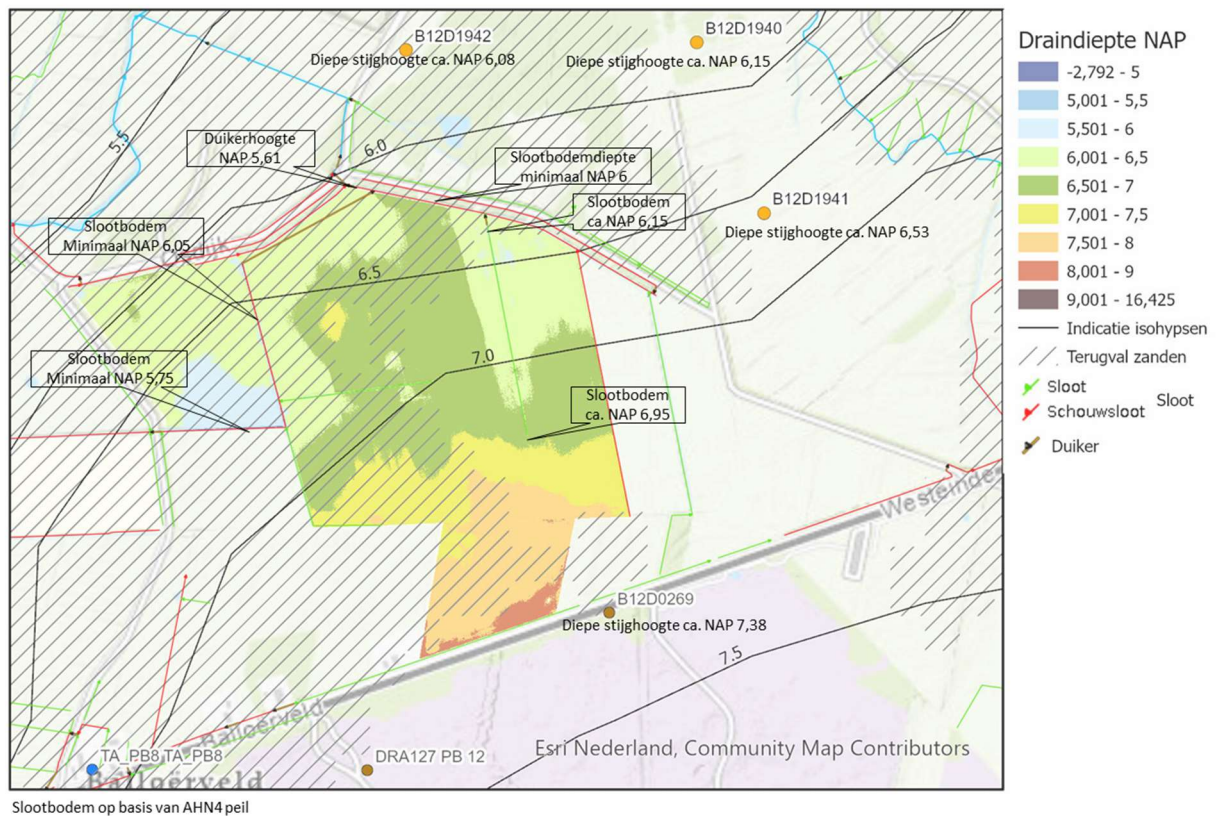 B12D1942
Diepe stijghoogte ca. NAP 6,08
B12D1940
Diepe stijghoogte ca. NAP 6,15
5.5
Duikerhoogte
NAP 5,61
6.0
Slootbodemdiepte
minimaal NAP 6
Slootbodem
ca NAP 6,15
B12D1941
Diepe stijghoogte ca. NAP 6,53
Slootbodem
Minimaal NAP 6,05
6.5
7.0
Slootbodem
Minimaal NAP 5,75
Slootbodem
ca. NAP 6,95
Westeinde
B12D0269
Diepe stijghoogte ca. NAP 7,38
7.5
Balloërveld
TA_PB8 TA_PB8
Balloërveld
DRA127 PB 12
Esri Nederland, Community Map Contributors
Slootbodem op basis van AHN4 peil
Draindiepte NAP
-2,792 - 5
5,001 - 5,5
5,501 - 6
6,001 - 6,5
6,501 - 7
7,001 - 7,5
7,501 - 8
8,001 - 9
9,001 - 16,425
Indicatie isohypsen
Terugval zanden
Sloot
Schouwsloot
Sloot
Duiker